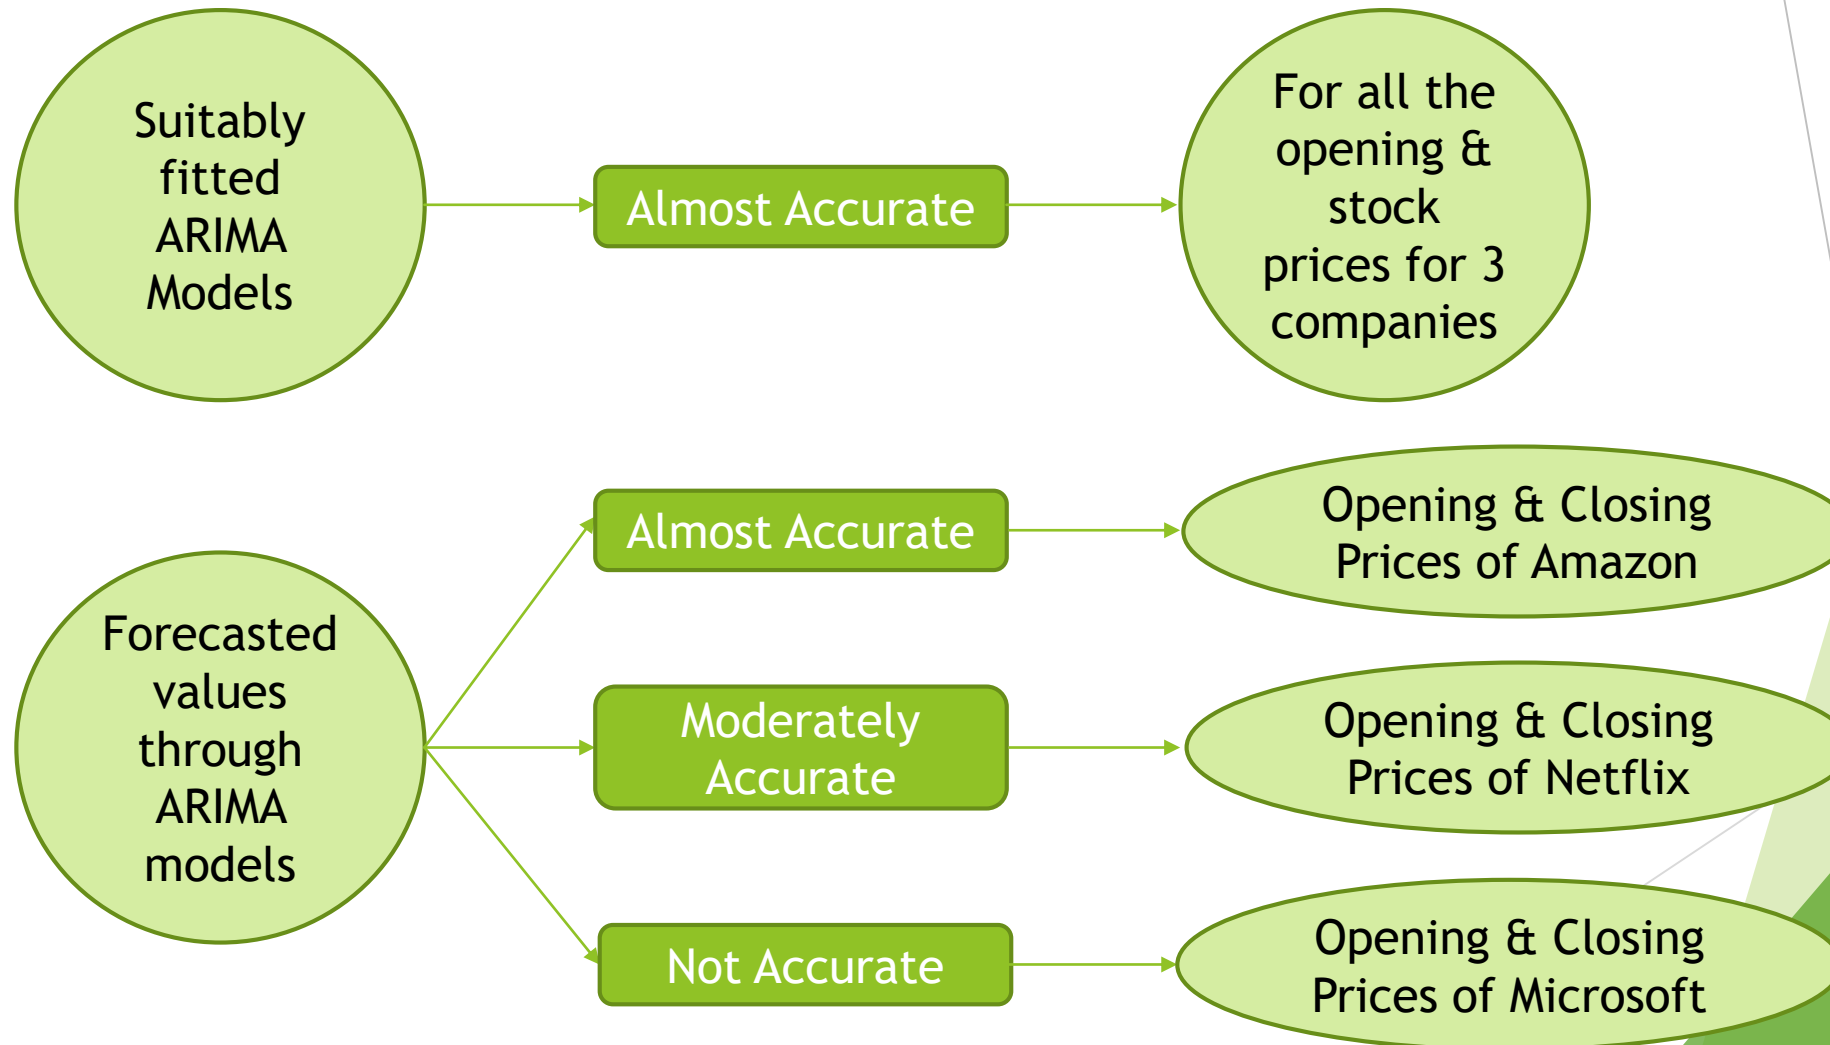 Suitably
fitted
ARIMA
Models
Almost Accurate
For all the
opening &
stock
prices for 3
companies
Forecasted
values
through
ARIMA
models
Almost Accurate
Opening & Closing
Prices of Amazon
Moderately
Accurate
Opening & Closing
Prices of Netflix
Not Accurate
Opening & Closing
Prices of Microsoft